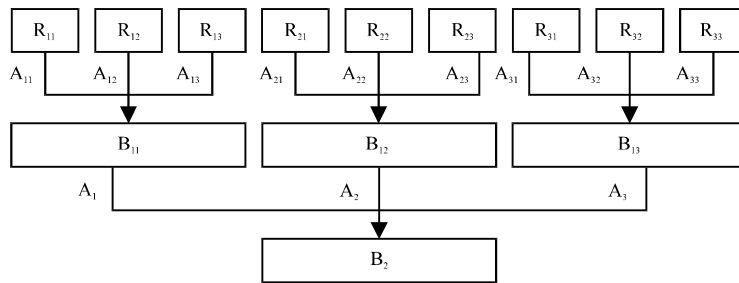 R₁₁ R₁₂ R₁₃ R₂₁ R₂₂ R₂₃ R₃₁ R₃₂ R₃₃
A₁₁ A₁₂ A₁₃ A₂₁ A₂₂ A₂₃ A₃₁ A₃₂ A₃₃
B₁₁ B₁₂ B₁₃
A₁ A₂ A₃
B₂